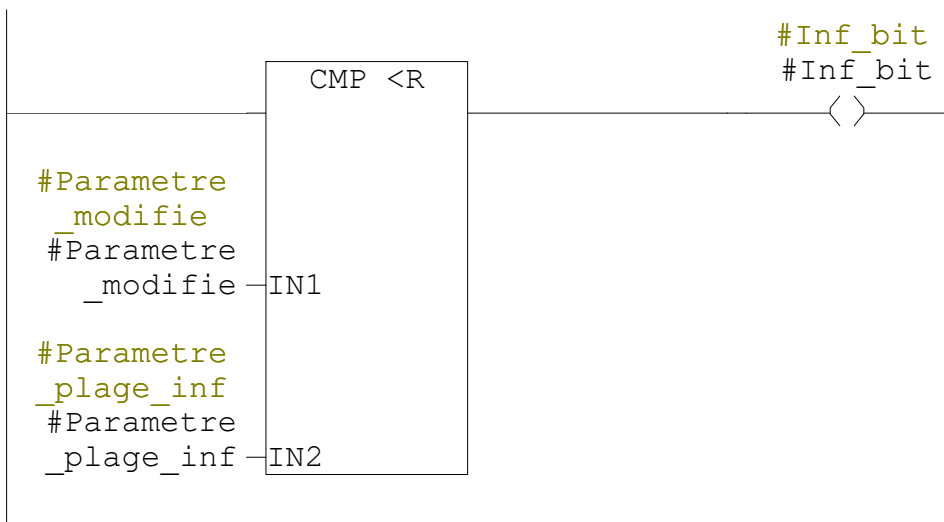 #Inf_bit
#Inf_bit
CMP <R
#Parametre
_modifie
#Parametre
_modifie
IN1
#Parametre
_plage_inf
#Parametre
_plage_inf
IN2